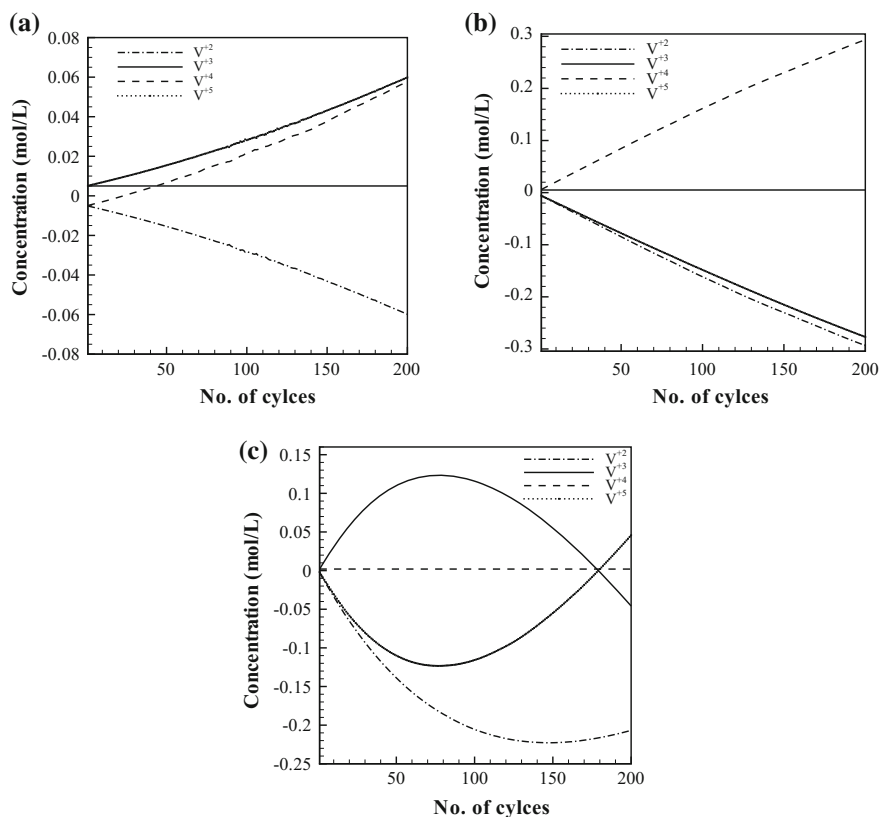 (a)
0.08
0.06
0.04
0.02
0
-0.02
-0.04
-0.06
-0.08
Concentration (mol/L)
V+2
V+3
V+4
V+5
50
100
150
200
No. of cylces
(b)
0.3
0.2
0.1
0
-0.1
-0.2
-0.3
Concentration (mol/L)
V+2
V+3
V+4
V+5
50
100
150
200
No. of cylces
(c)
0.15
0.1
0.05
0
-0.05
-0.1
-0.15
-0.2
-0.25
Concentration (mol/L)
V+2
V+3
V+4
V+5
50
100
150
200
No. of cylces